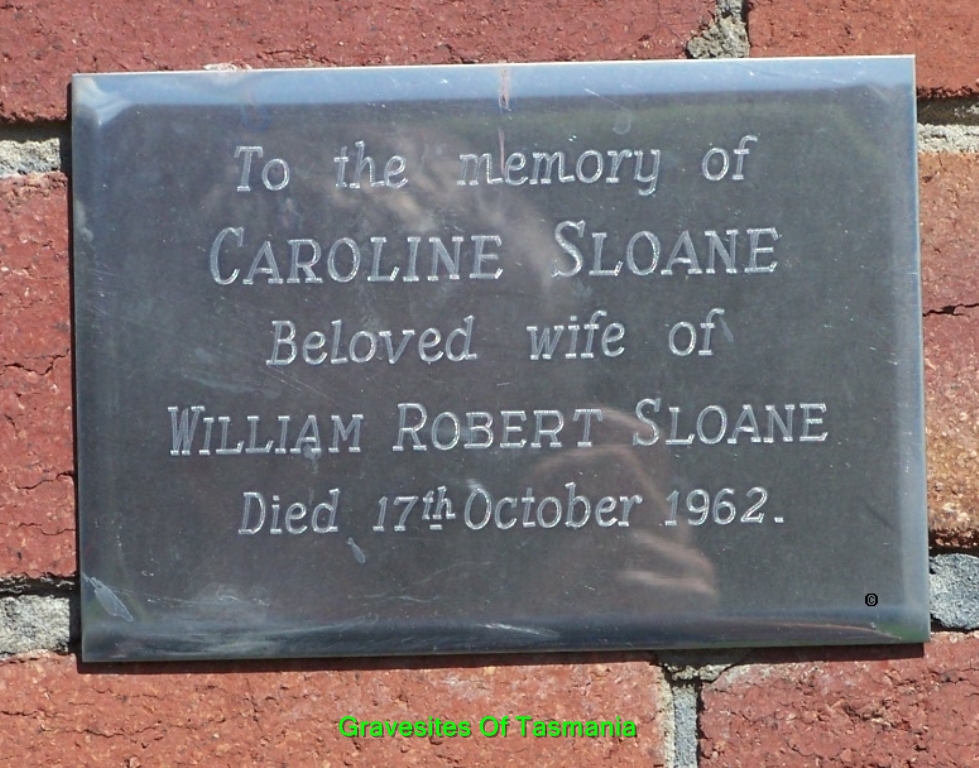 To the memory of
CAROLINE SLOANE
Beloved wife of
WILLIAM ROBERT SLOANE
Died 17th October 1962.
©
Gravesites Of Tasmania